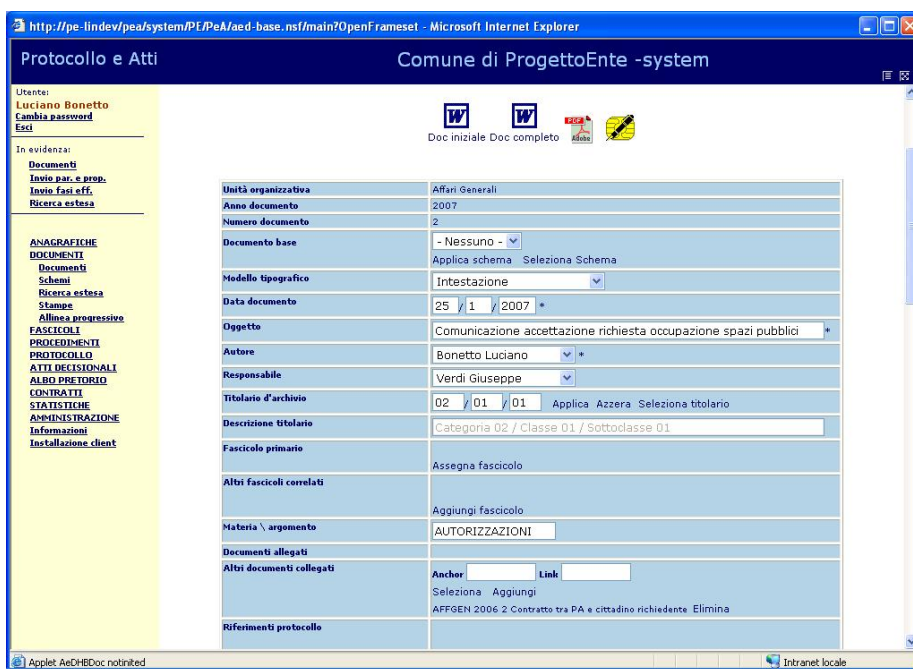 http://pe-lindev/pea/system/PE/PeA/aed-base.nsf/main?OpenFrameset - Microsoft Internet Explorer
Protocollo e Atti
Comune di ProgettoEnte -system
Utente:
Luciano Bonetto
Cambia password
Esci
In evidenza:
Documenti
Invio par. e prop.
Invio fasi eff.
Ricerca estesa
ANAGRAFICHE
DOCUMENTI
Documenti
Schemi
Ricerca estesa
Stampe
Allinea progressivo
FASCICOLI
PROCEDIMENTI
PROTOCOLLO
ATTI DECISIONALI
ALBO PRETORIO
CONTRATTI
STATISTICHE
AMMINISTRAZIONE
Informazioni
Installazione client
W W PDF Adobe
Doc iniziale Doc completo
Unità organizzativa Affari Generali
Anno documento 2007
Numero documento 2
Documento base - Nessuno -
Applica schema Seleziona Schema
Modello tipografico Intestazione
Data documento 25 / 1 / 2007 *
Oggetto Comunicazione accettazione richiesta occupazione spazi pubblici *
Autore Bonetto Luciano *
Responsabile Verdi Giuseppe
Titolario d'archivio 02 / 01 / 01 Applica Azzera Seleziona titolario
Descrizione titolario Categoria 02 / Classe 01 / Sottoclasse 01
Fascicolo primario
Assegna fascicolo
Altri fascicoli correlati
Aggiungi fascicolo
Materia \ argomento AUTORIZZAZIONI
Documenti allegati
Altri documenti collegati
Anchor Link
Seleziona Aggiungi
AFFGEN 2006 2 Contratto tra PA e cittadino richiedente Elimina
Riferimenti protocollo
Applet AeDHBDoc notinited
Intranet locale